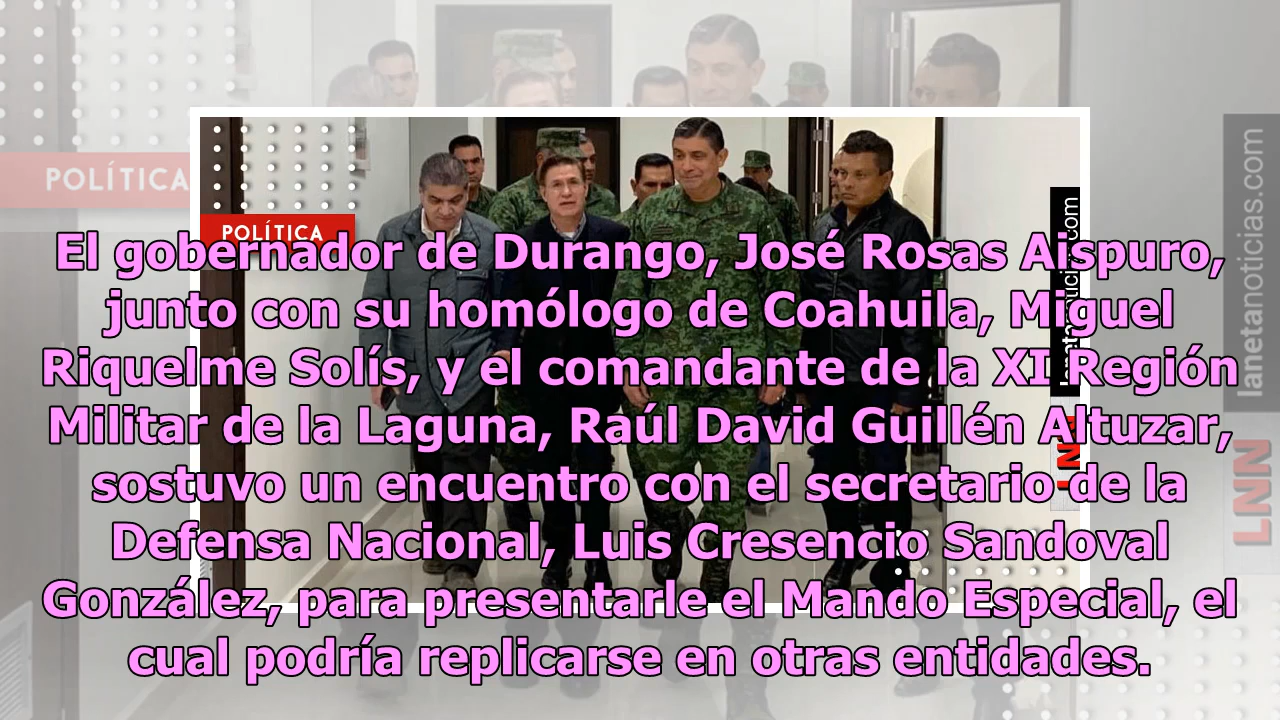 POLÍTICA
POLÍTICA
El gobernador de Durango, José Rosas Aispuro,
junto con su homólogo de Coahuila, Miguel
Riquelme Solís, y el comandante de la XI Región
Militar de la Laguna, Raúl David Guillén Altuzar,
sostuvo un encuentro con el secretario de la
Defensa Nacional, Luis Cresencio Sandoval
González, para presentarle el Mando Especial, el
cual podría replicarse en otras entidades.
lanetanoticias.com
LNN